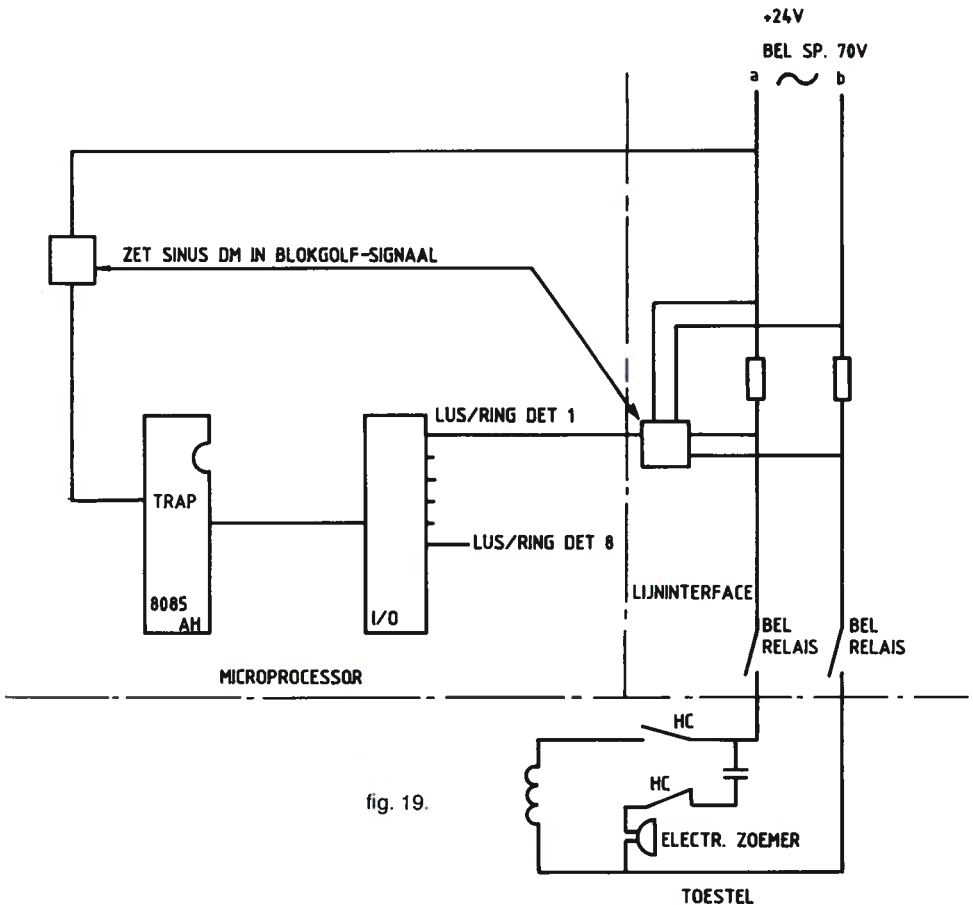 +24V
BEL SP. 70V
a ~ b
ZET SINUS OM IN BLOKGOLF-SIGNAAL
LUS/RING DET 1
TRAP
LUS/RING DET 8
8085
AH
I/O
LIJNINTERFACE
BEL
RELAIS
BEL
RELAIS
MICROPROCESSOR
HC
HC
fig. 19.
ELECTR. ZOEMER
TOESTEL